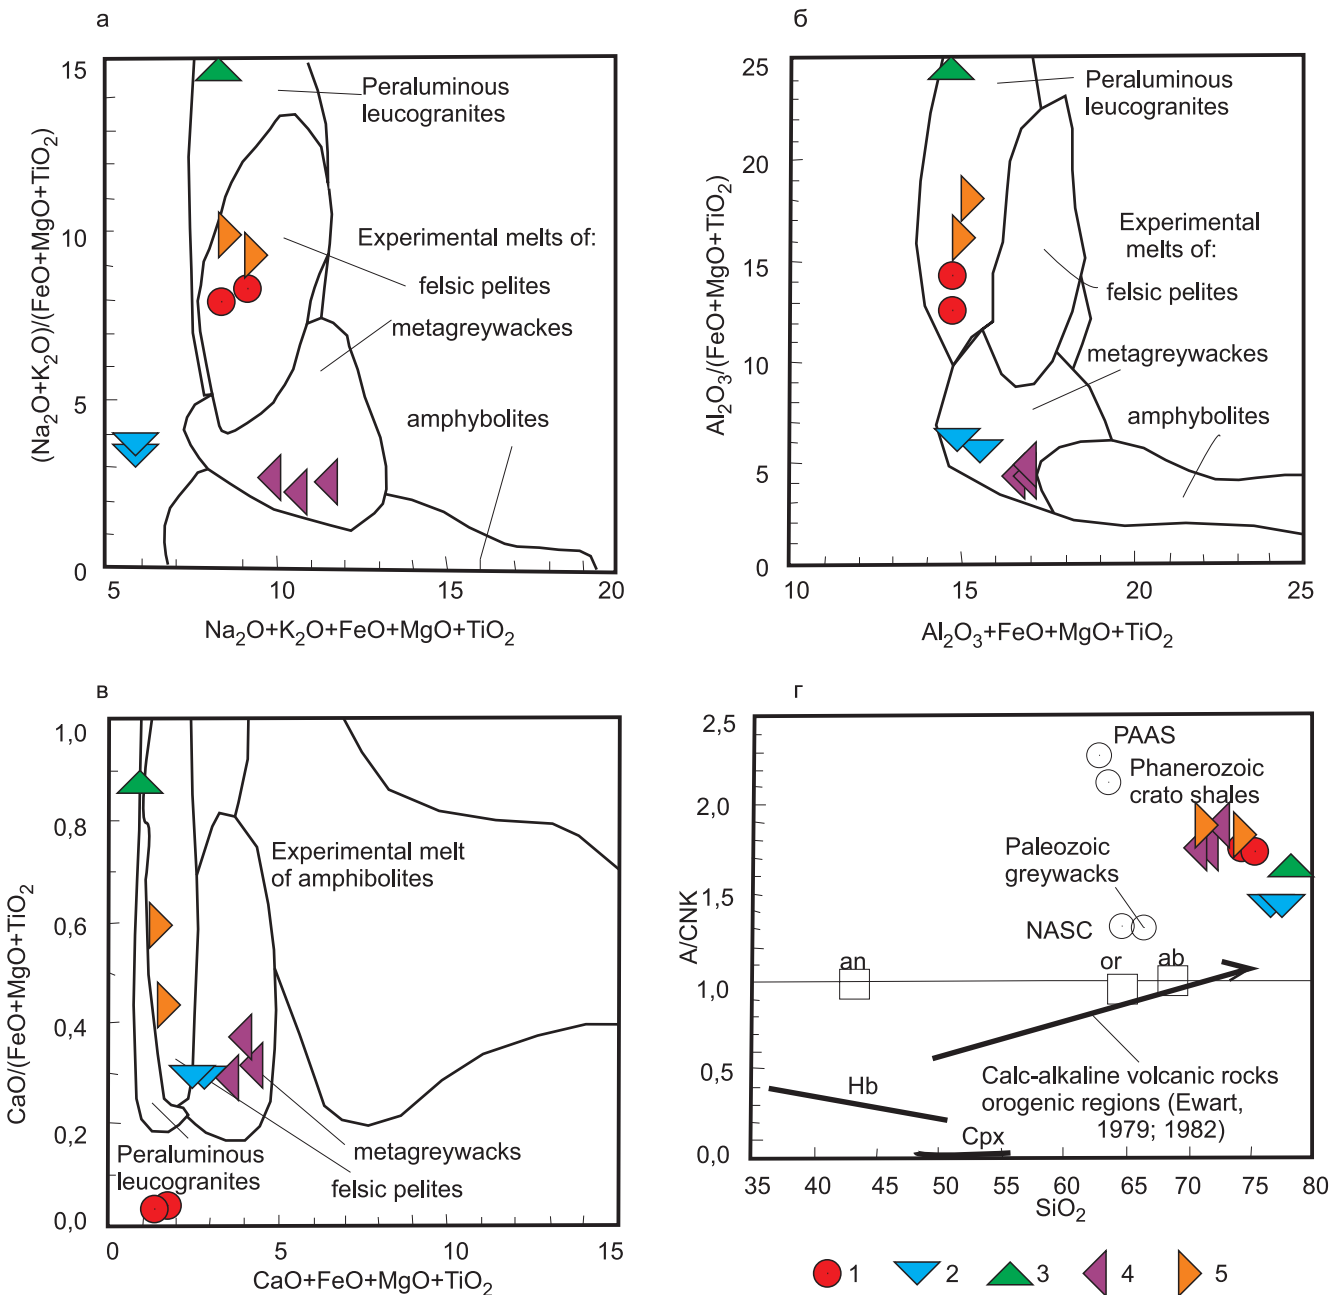 а
(Na2O+K2O)/(FeO+MgO+TiO2)
15
10
5
0
5
10
15
20
Na2O+K2O+FeO+MgO+TiO2
Peraluminous
leucogranites
Experimental melts of:
felsic pelites
metagreywackes
amphybolites
б
Al2O3/(FeO+MgO+TiO2)
25
20
15
10
5
0
10
15
20
25
Al2O3+FeO+MgO+TiO2
Peraluminous
leucogranites
Experimental
melts of:
felsic pelites
metagreywackes
amphybolites
в
CaO/(FeO+MgO+TiO2
1,0
0,8
0,6
0,4
0,2
0,0
0
5
10
15
CaO+FeO+MgO+TiO2
Experimental melt
of amphibolites
metagreywacks
felsic pelites
Peraluminous
leucogranites
г
A/CNK
2,5
2,0
1,5
1,0
0,5
0,0
35
40
45
50
55
60
65
70
75
80
SiO2
PAAS
Phanerozoic
crato shales
Paleozoic
greywacks
NASC
an
or
ab
Hb
Cpx
Calc-alkaline volcanic rocks
orogenic regions (Ewart,
1979; 1982)
1
2
3
4
5